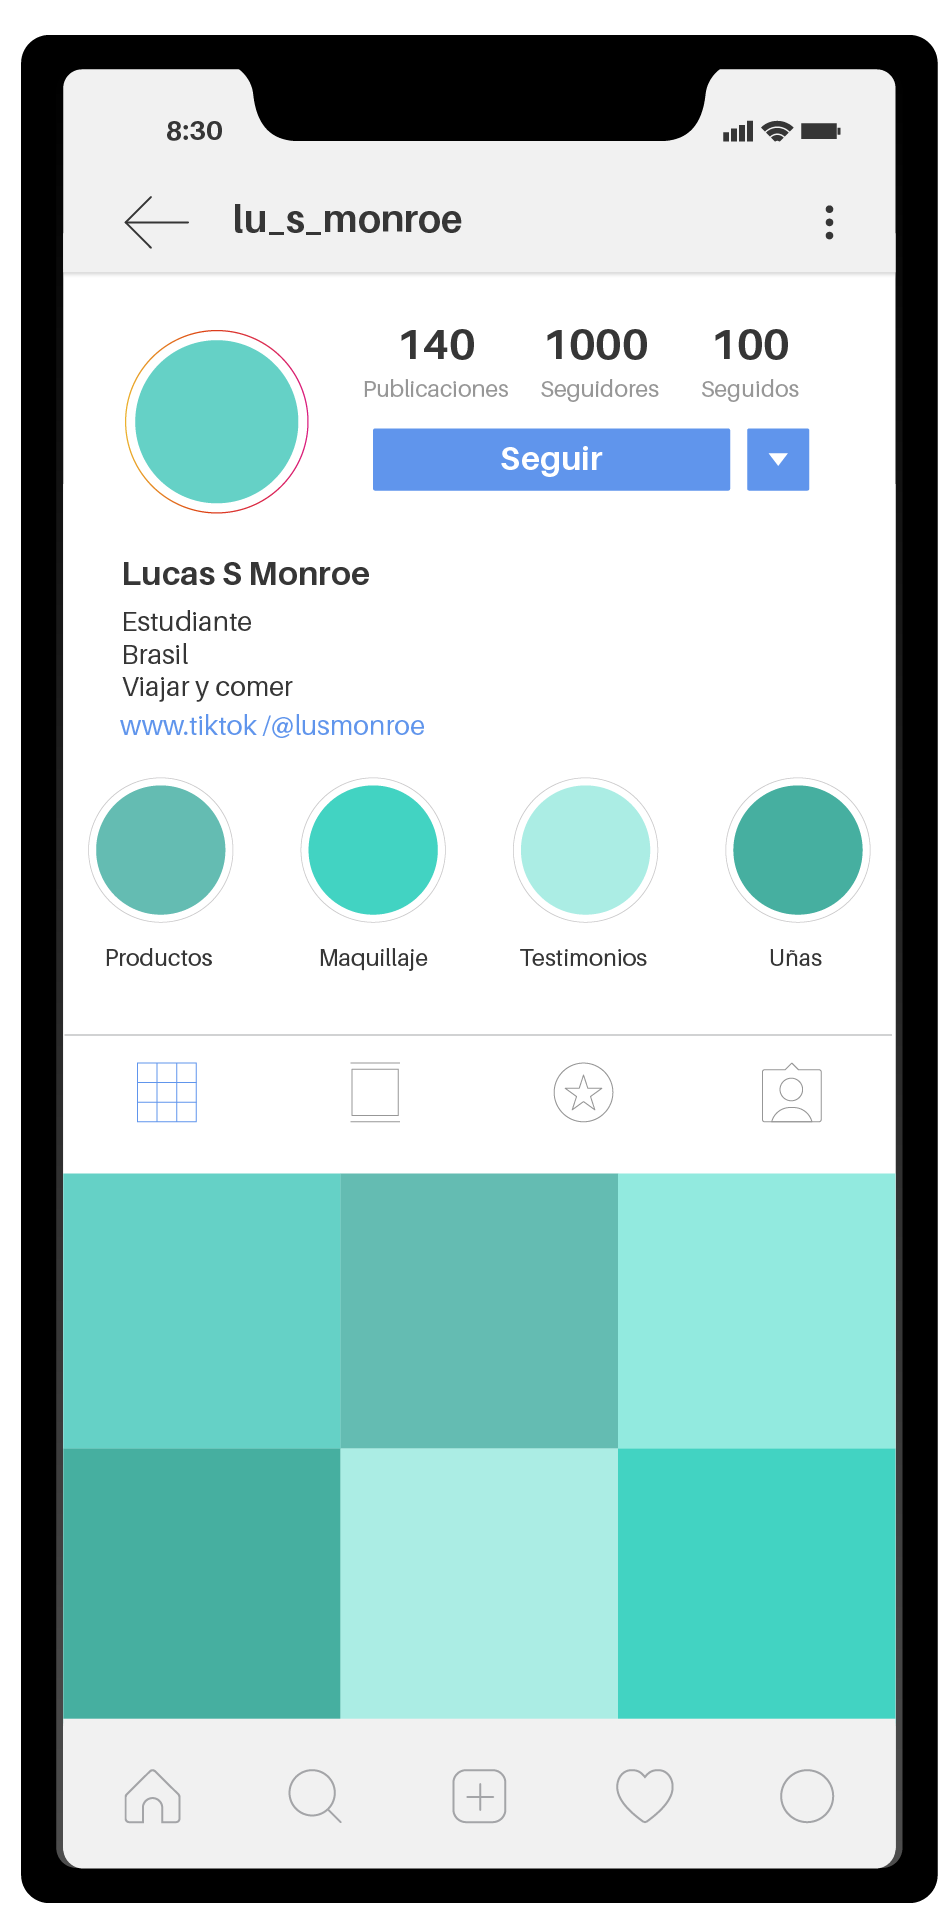 8:30
lu_s_monroe
140 1000 100
Publicaciones Seguidores Seguidos
Seguir
Lucas S Monroe
Estudiante
Brasil
Viajar y comer
www.tiktok /@lusmonroe
Productos Maquillaje Testimonios Uñas